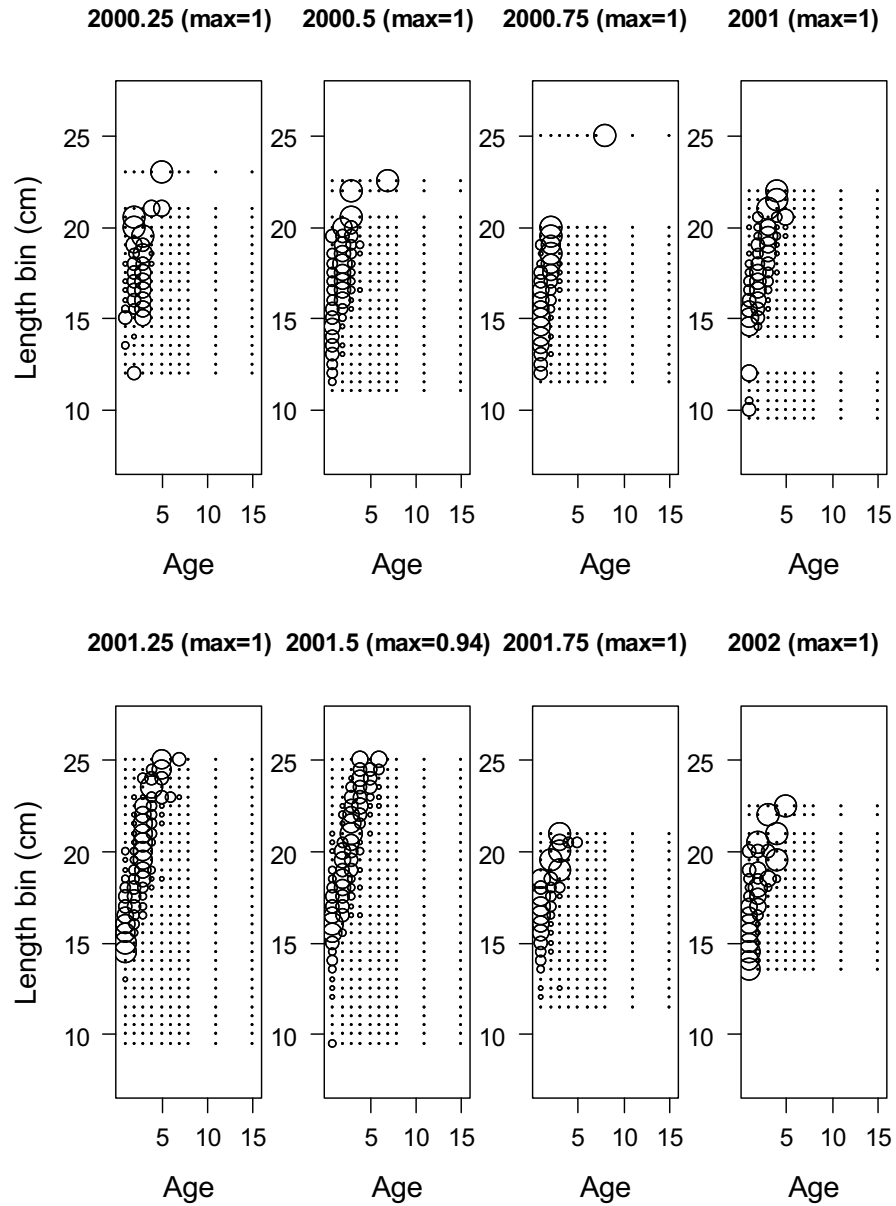 2000.25 (max=1) 2000.5 (max=1) 2000.75 (max=1) 2001 (max=1)
Length bin (cm)
25 25 25 25
20 20 20 20
15 15 15 15
10 10 10 10
5 10 15 5 10 15 5 10 15 5 10 15
Age Age Age Age
2001.25 (max=1) 2001.5 (max=0.94) 2001.75 (max=1) 2002 (max=1)
Length bin (cm)
25 25 25 25
20 20 20 20
15 15 15 15
10 10 10 10
5 10 15 5 10 15 5 10 15 5 10 15
Age Age Age Age